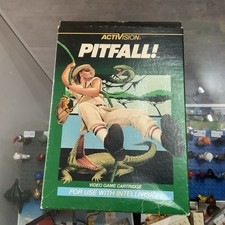 ACTIVISION.
PITFALL!
VIDEO GAME CARTRIDGE
FOR USE WITH INTELLIVISION